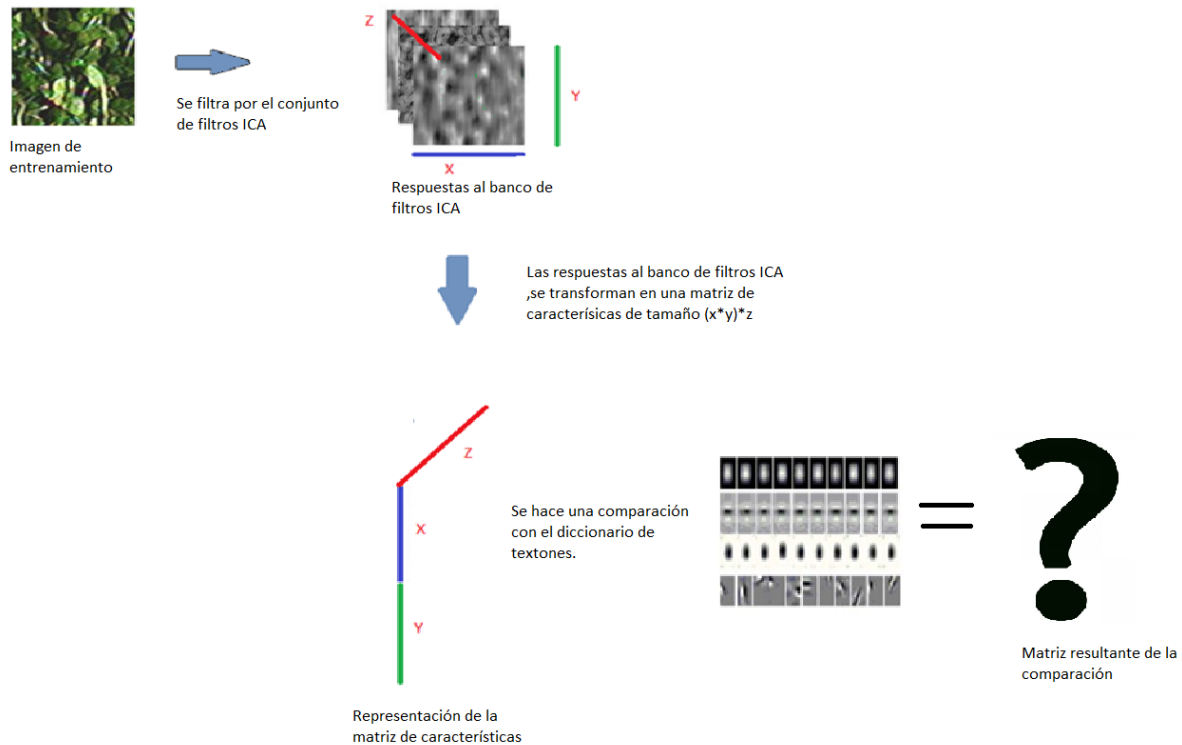 Imagen de
entrenamiento
Se filtra por el conjunto
de filtros ICA
Z
Y
X
Respuestas al banco de
filtros ICA
Las respuestas al banco de filtros ICA
,se transforman en una matriz de
caracterísicas de tamaño (x*y)*z
Z
X
Y
Representación de la
matriz de características
Se hace una comparación
con el diccionario de
textones.
=
?
Matriz resultante de la
comparación